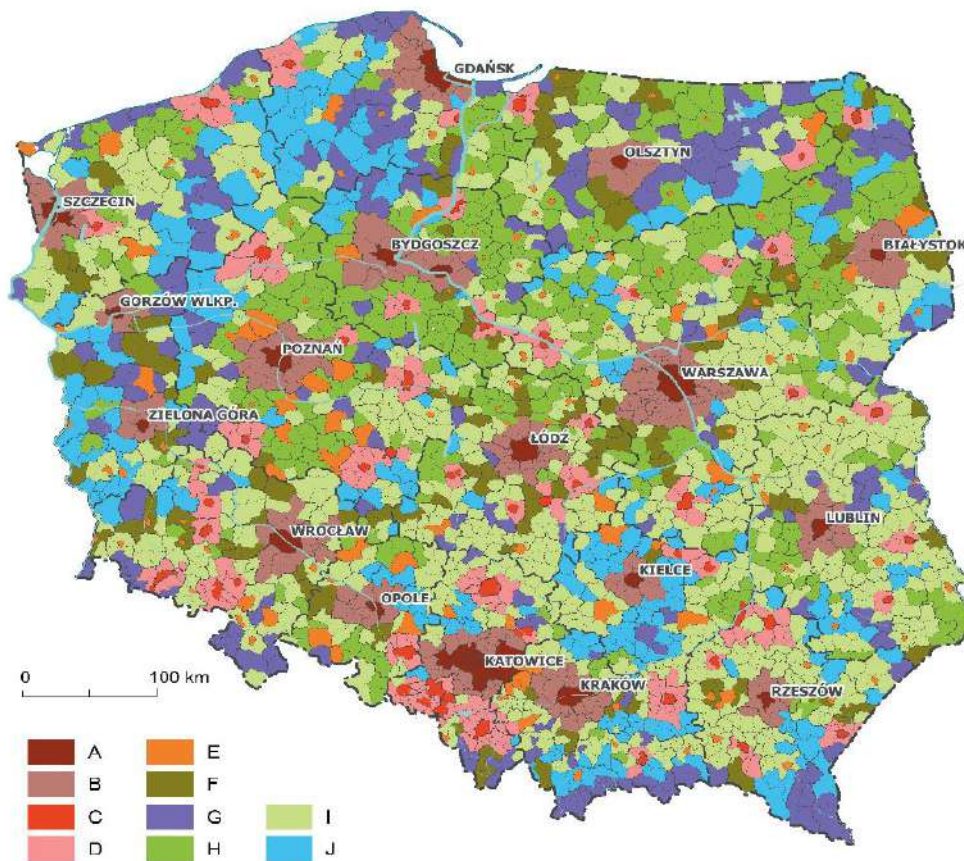 GDAŃSK
OLSZTYN
SZCZECIN
BYDGOSZCZ
BIAŁYSTOK
GORZÓW WLKP.
POZNAŃ
WARSZAWA
ZIELONA GÓRA
ŁÓDŹ
WROCŁAW
LUBLIN
KIELCE
OPOLE
KATOWICE
KRAKÓW
RZESZÓW
0 100 km
A E
B F
C G I
D H J